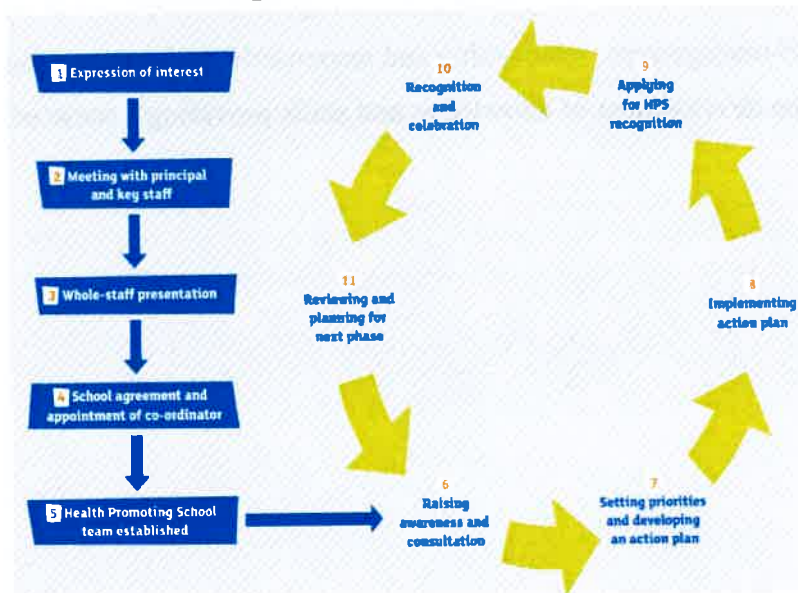 1 Expression of interest
2 Meeting with principal
and key staff
3 Whole-staff presentation
4 School agreement and
appointment of co-ordinator
5 Health Promoting School
team established
6
Raising
awareness and
consultation
7
Setting priorities
and developing
an action plan
8
Implementing
action plan
9
Applying
for HPS
recognition
10
Recognition
and
celebration
11
Reviewing and
planning for
next phase